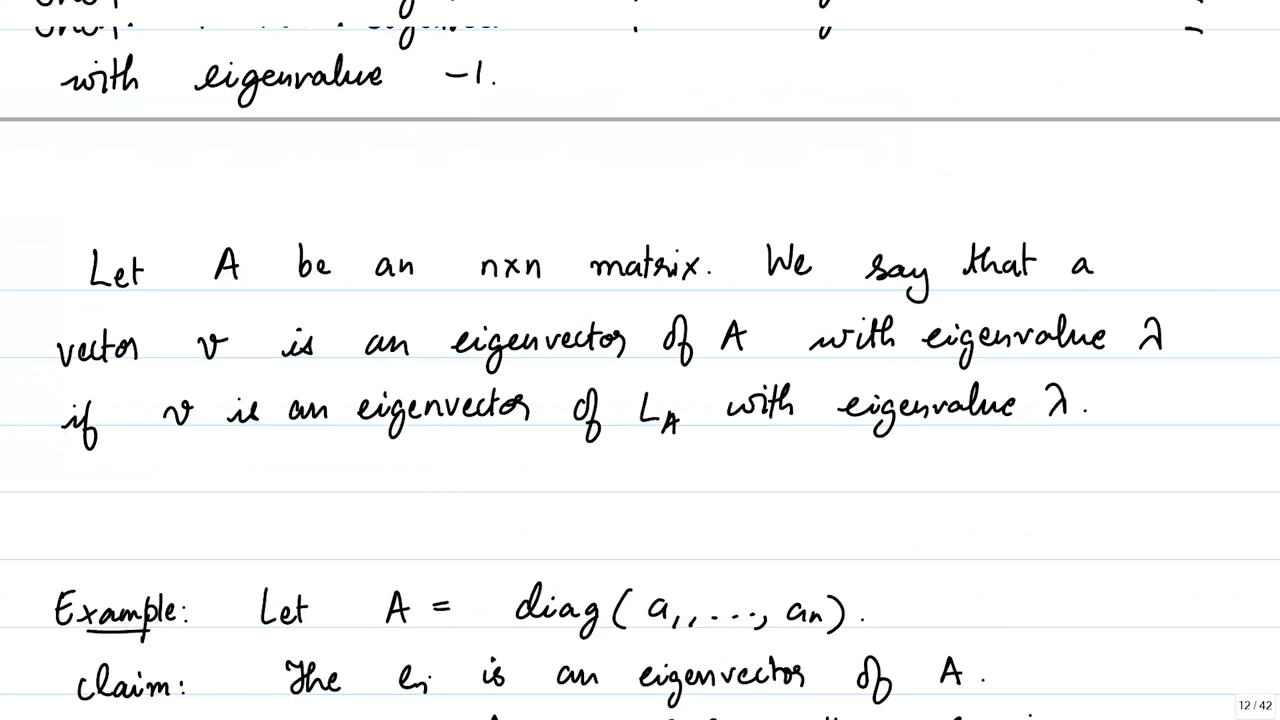 with eigenvalue -1.
Let A be an n×n matrix. We say that a
vector v is an eigenvector of A with eigenvalue λ
if v is an eigenvector of L_A with eigenvalue λ.
Example: Let A = diag(a₁,..., aₙ).
claim: The e_i is an eigenvector of A.
12 / 42